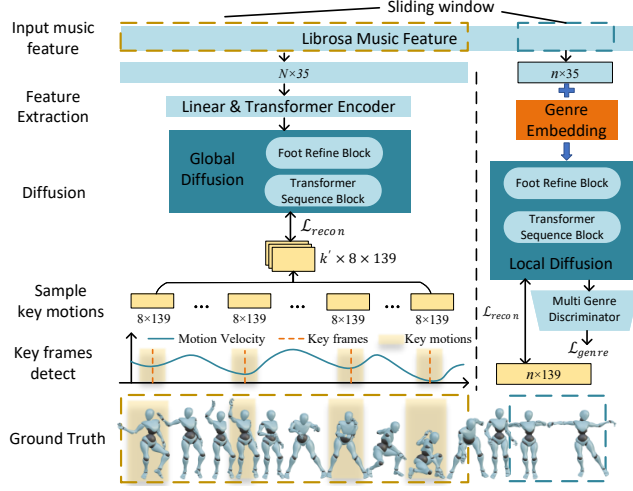 Sliding window
Input music
feature
Librosa Music Feature
N×35
n×35
Feature
Extraction
Linear & Transformer Encoder
Genre
Embedding
Diffusion
Global
Diffusion
Foot Refine Block
Transformer
Sequence Block
Foot Refine Block
Transformer
Sequence Block
Local Diffusion
ℒrecon
k′ × 8 × 139
Sample
key motions
8×139
...
8×139
...
8×139
...
8×139
ℒrecon
Multi Genre
Discriminator
ℒgenre
n×139
Key frames
detect
Motion Velocity
Key frames
Key motions
Ground Truth